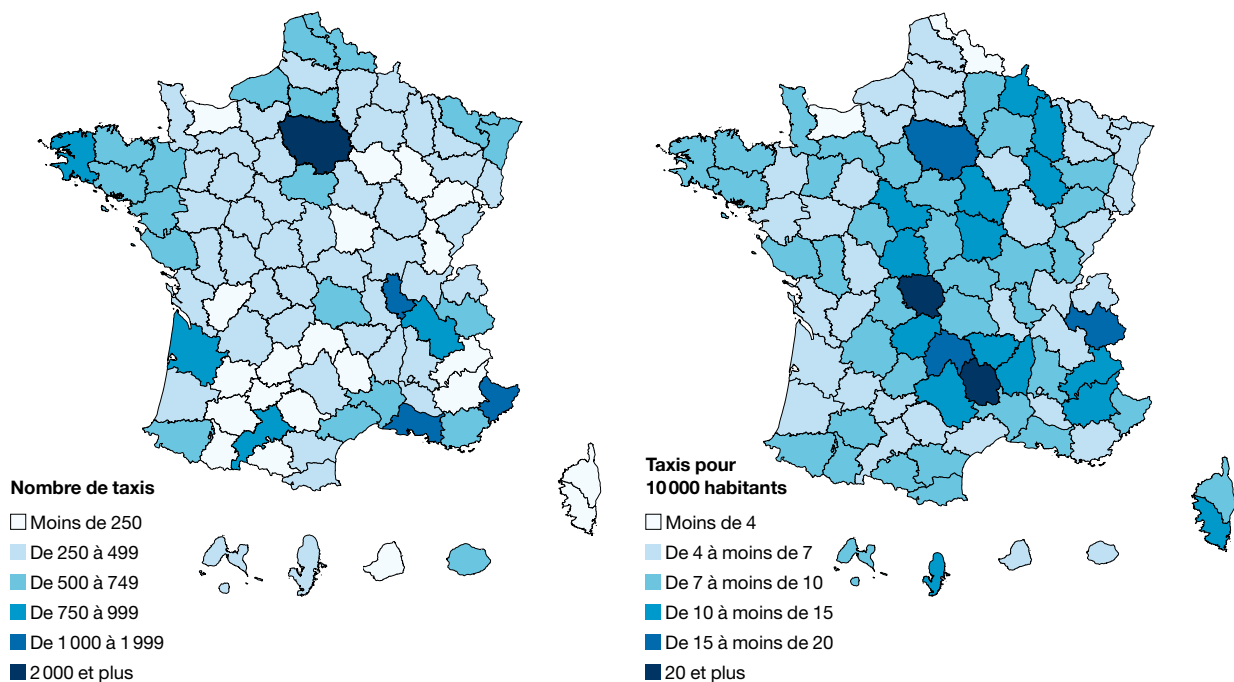 Nombre de taxis
Moins de 250
De 250 à 499
De 500 à 749
De 750 à 999
De 1 000 à 1 999
2 000 et plus
Taxis pour
10 000 habitants
Moins de 4
De 4 à moins de 7
De 7 à moins de 10
De 10 à moins de 15
De 15 à moins de 20
20 et plus